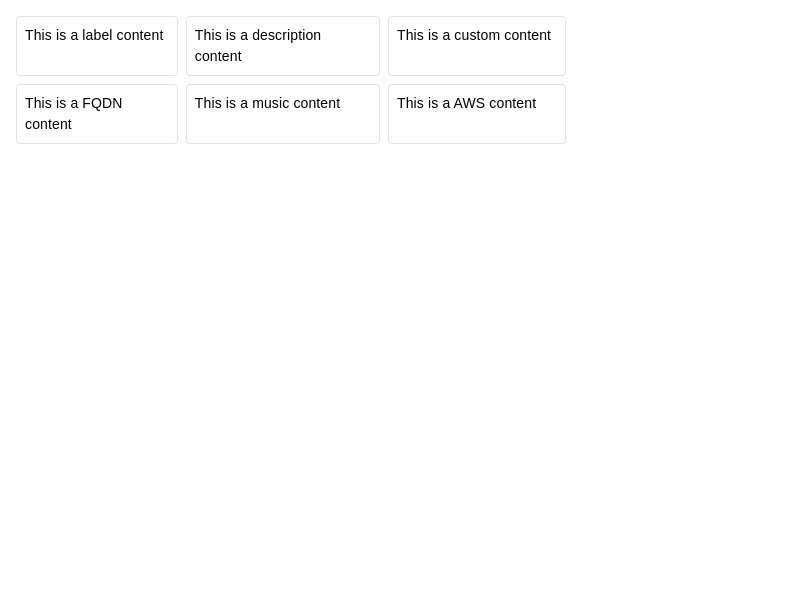 This is a label content
This is a description
content
This is a custom content
This is a FQDN
content
This is a music content
This is a AWS content